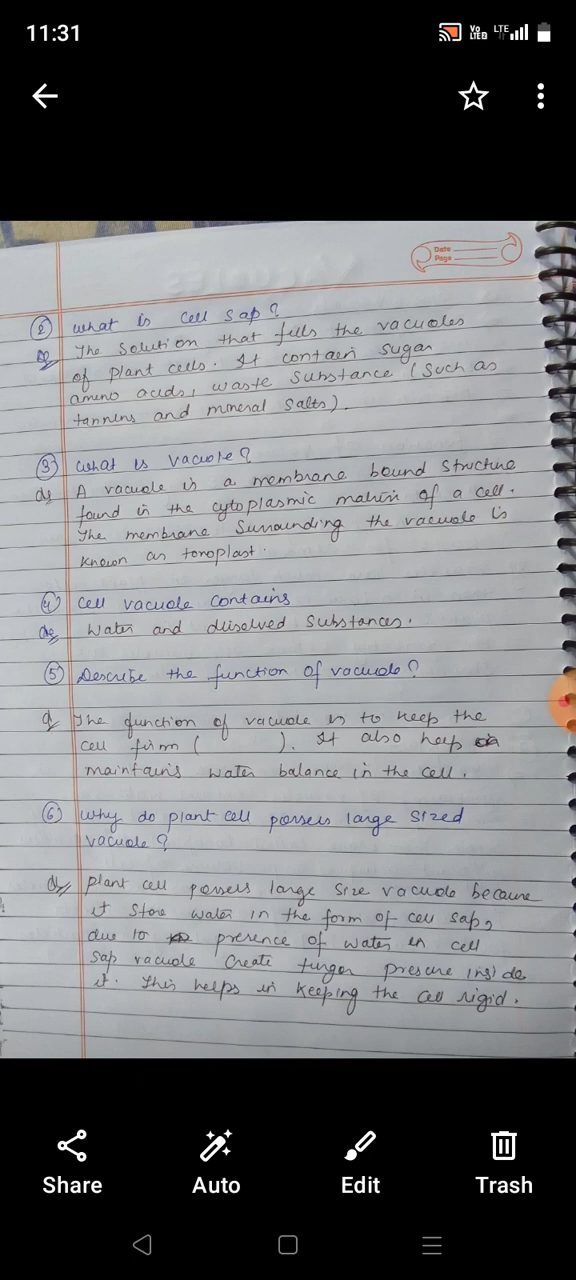 11:31
Vo LTE LTE
Date
Page
② What is cell sap?
The solution that fills the vacuoles
of plant cells. It contain sugar
amino acids, waste substance (such as
tannins and mineral salts).
③ What is vacuole?
A vacuole is a membrane bound structure
found in the cytoplasmic matrix of a cell.
The membrane surrounding the vacuole is
known as tonoplast.
④ Cell vacuole contains
Water and dissolved substances.
⑤ Describe the function of vacuole?
The function of vacuole is to keep the
cell firm ( ). It also help
maintains water balance in the cell.
⑥ Why do plant cell possess large sized
vacuole?
Plant cell possess large size vacuole because
it store water in the form of cell sap,
due to presence of water in cell
sap vacuole create turgor presure inside
it. This helps in keeping the cell rigid.
Share Auto Edit Trash